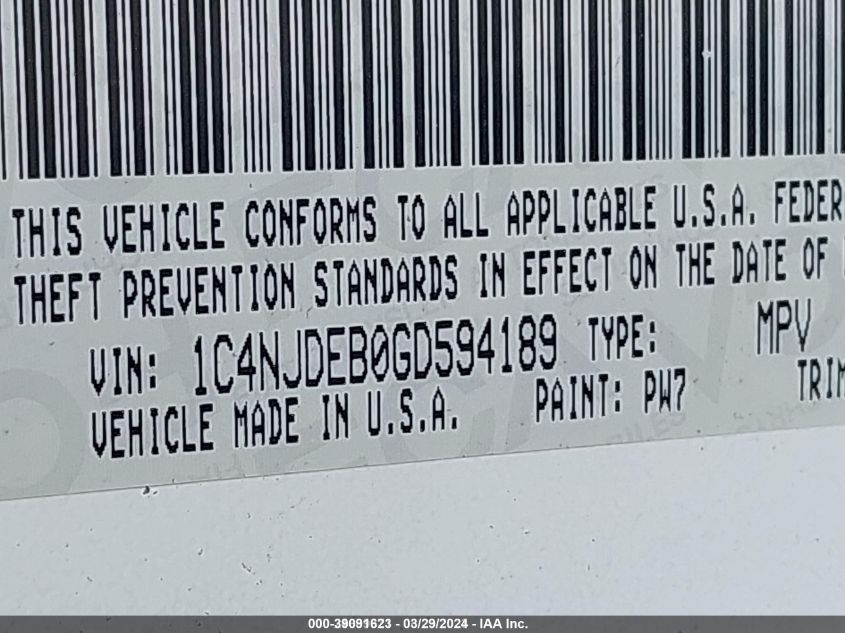 THIS VEHICLE CONFORMS TO ALL APPLICABLE U.S.A. FEDER
THEFT PREVENTION STANDARDS IN EFFECT ON THE DATE OF
VIN: 1C4NJDEB0GD594189 TYPE: MPV
VEHICLE MADE IN U.S.A. PAINT: PW7 TRIM
000-39091623 - 03/29/2024 - IAA Inc.